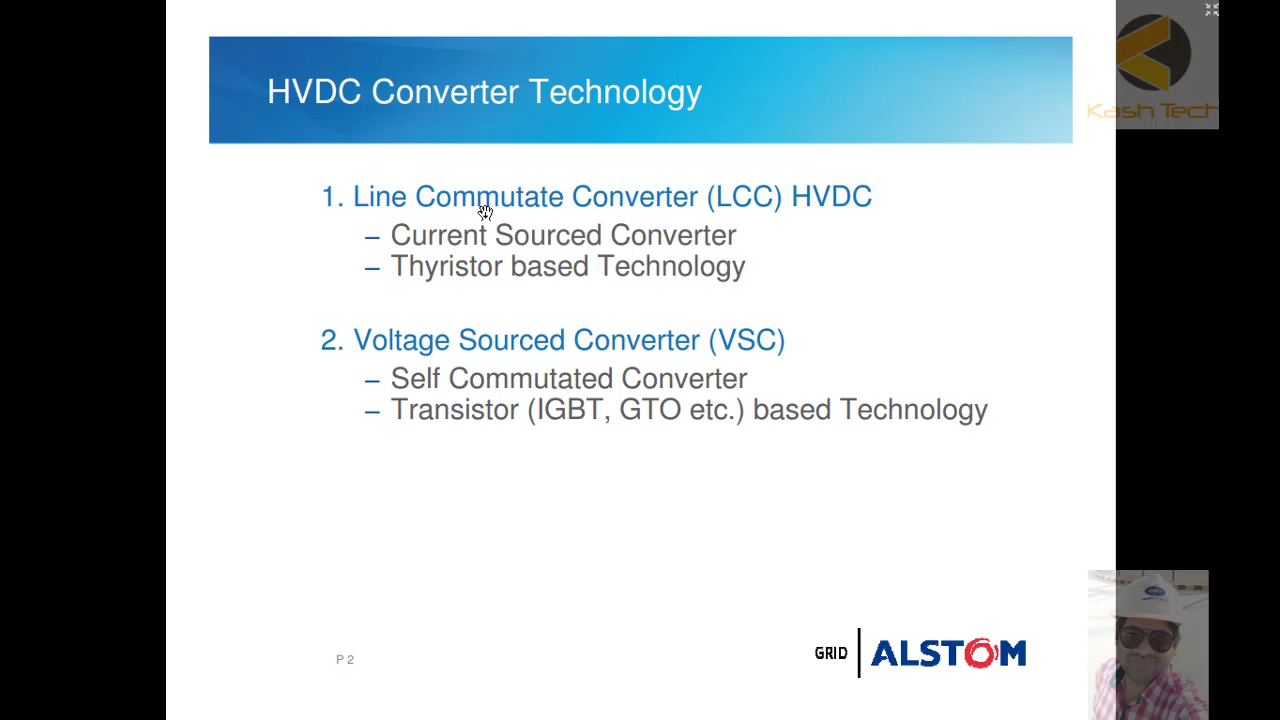 HVDC Converter Technology
Kash Tech
1. Line Commutate Converter (LCC) HVDC
– Current Sourced Converter
– Thyristor based Technology
2. Voltage Sourced Converter (VSC)
– Self Commutated Converter
– Transistor (IGBT, GTO etc.) based Technology
P 2
GRID
ALSTOM